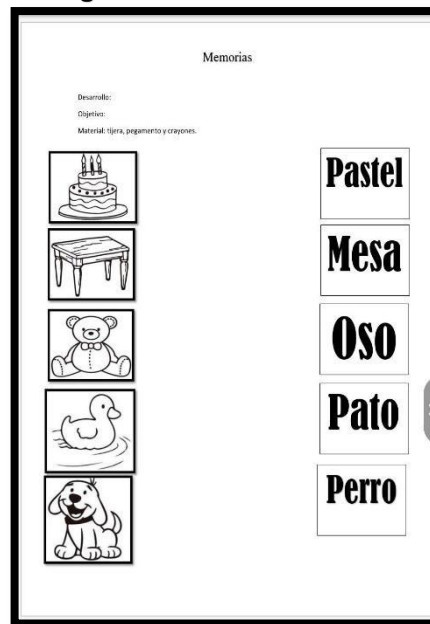 Memorias
Desarrollo:
Objetivo:
Material: tijera, pegamento y crayones.
Pastel
Mesa
Oso
Pato
Perro